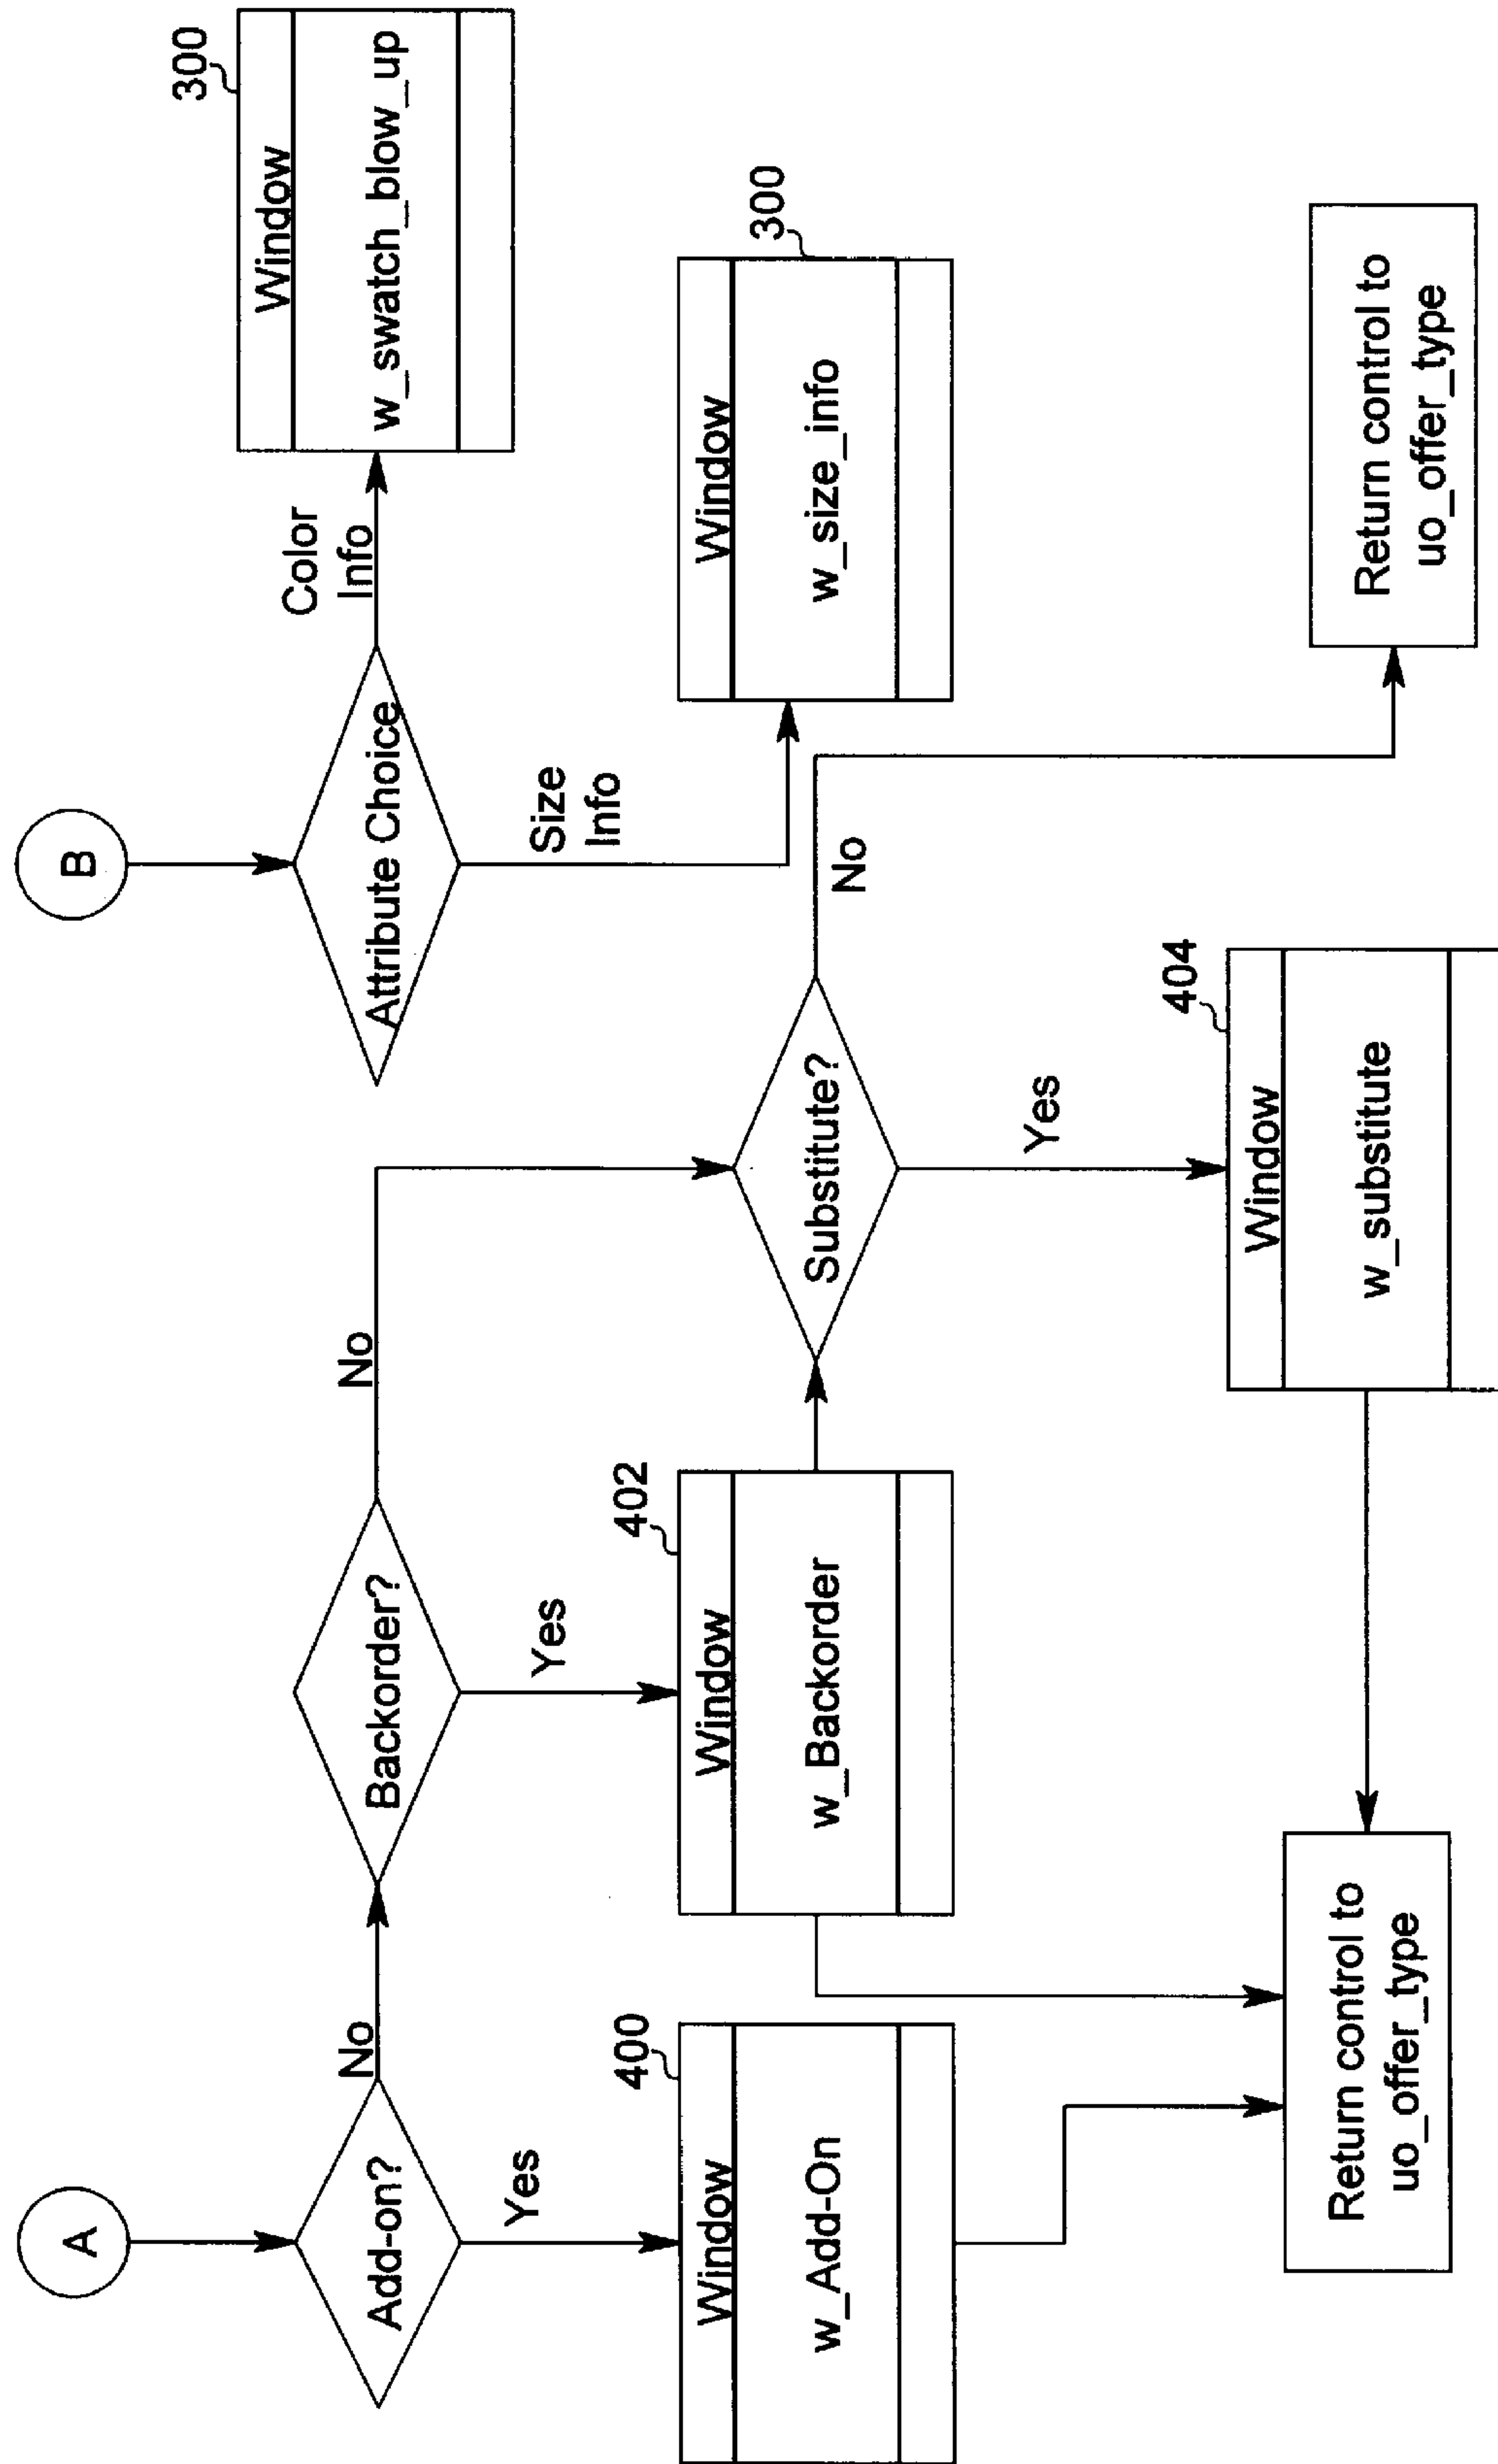 A
Add-on?
No
Yes
Backorder?
No
Yes
400
Window
w_Add-On
402
Window
w_Backorder
Substitute?
No
Yes
404
Window
w_substitute
Return control to
uo_offer_type
B
Attribute Choice
Color
Info
Size
Info
300
Window
w_swatch_blow_up
300
Window
w_size_info
Return control to
uo_offer_type